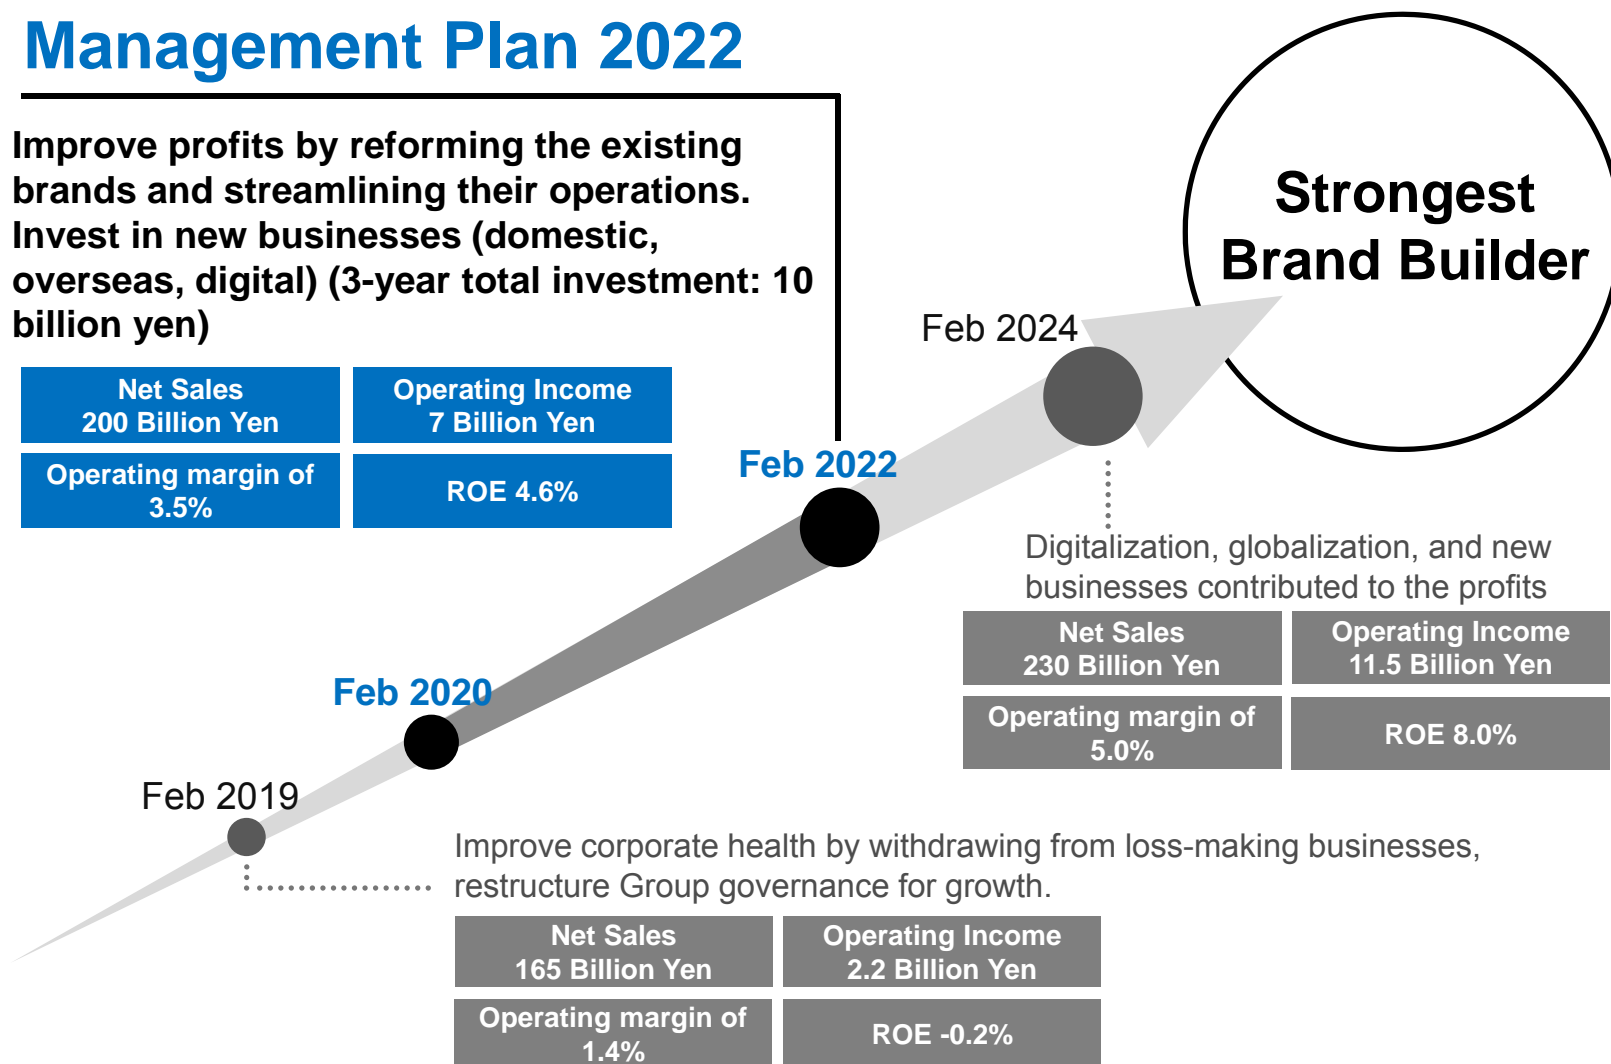 Management Plan 2022
Improve profits by reforming the existing
brands and streamlining their operations.
Invest in new businesses (domestic,
overseas, digital) (3-year total investment: 10
billion yen)
Net Sales
200 Billion Yen
Operating Income
7 Billion Yen
Operating margin of
3.5%
ROE 4.6%
Strongest
Brand Builder
Feb 2024
Feb 2022
Digitalization, globalization, and new
businesses contributed to the profits
Net Sales
230 Billion Yen
Operating Income
11.5 Billion Yen
Operating margin of
5.0%
ROE 8.0%
Feb 2020
Feb 2019
Improve corporate health by withdrawing from loss-making businesses,
restructure Group governance for growth.
Net Sales
165 Billion Yen
Operating Income
2.2 Billion Yen
Operating margin of
1.4%
ROE -0.2%